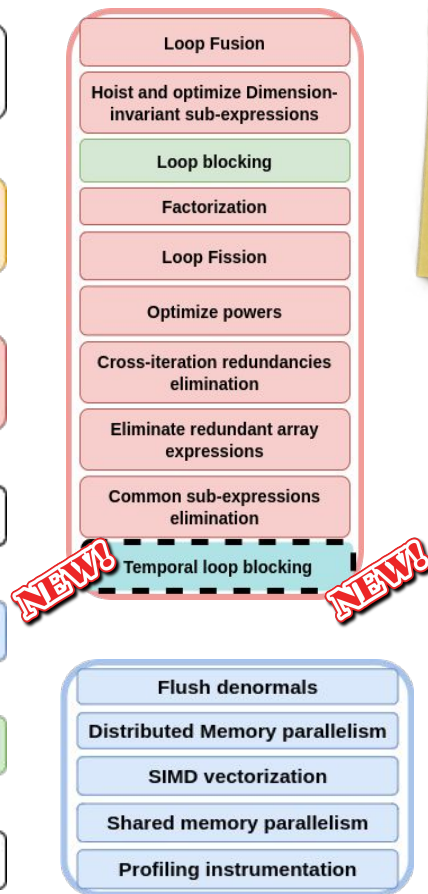 Loop Fusion
Hoist and optimize Dimension-
invariant sub-expressions
Loop blocking
Factorization
Loop Fission
Optimize powers
Cross-iteration redundancies
elimination
Eliminate redundant array
expressions
Common sub-expressions
elimination
NEW!
Temporal loop blocking
NEW!
Flush denormals
Distributed Memory parallelism
SIMD vectorization
Shared memory parallelism
Profiling instrumentation